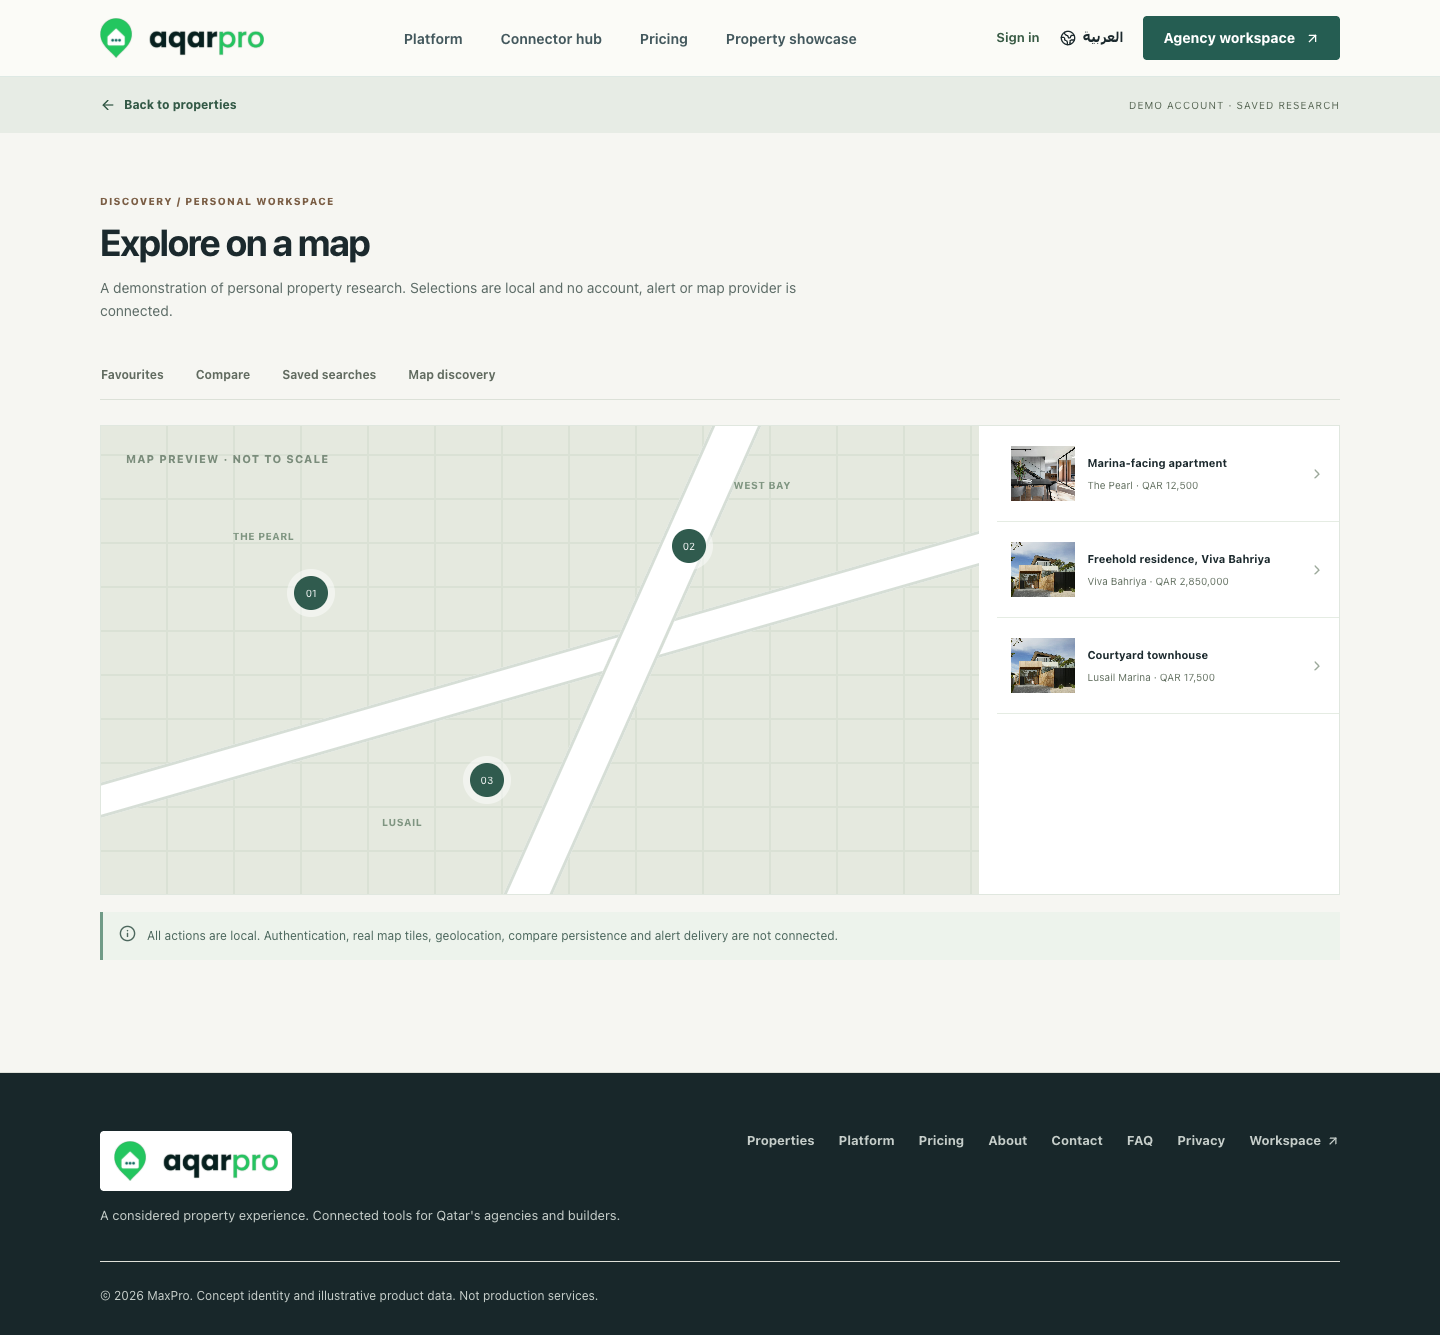 aqarpro
Platform
Connector hub
Pricing
Property showcase
Sign in
العربية
Agency workspace
Back to properties
DEMO ACCOUNT · SAVED RESEARCH
DISCOVERY / PERSONAL WORKSPACE
Explore on a map
A demonstration of personal property research. Selections are local and no account, alert or map provider is
connected.
Favourites
Compare
Saved searches
Map discovery
MAP PREVIEW · NOT TO SCALE
WEST BAY
THE PEARL
02
01
03
LUSAIL
Marina-facing apartment
The Pearl · QAR 12,500
Freehold residence, Viva Bahriya
Viva Bahriya · QAR 2,850,000
Courtyard townhouse
Lusail Marina · QAR 17,500
All actions are local. Authentication, real map tiles, geolocation, compare persistence and alert delivery are not connected.
aqarpro
Properties
Platform
Pricing
About
Contact
FAQ
Privacy
Workspace
A considered property experience. Connected tools for Qatar's agencies and builders.
© 2026 MaxPro. Concept identity and illustrative product data. Not production services.